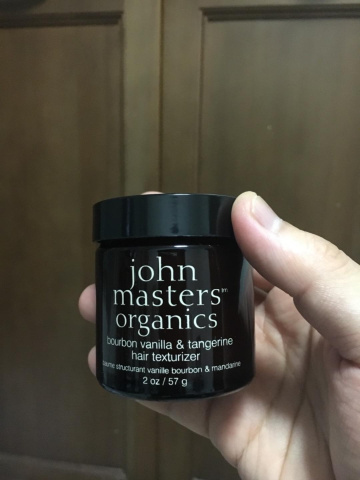 john
masters™
organics
bourbon vanilla & tangerine
hair texturizer
baume structurant vanille bourbon & mandarine
2 oz / 57 g